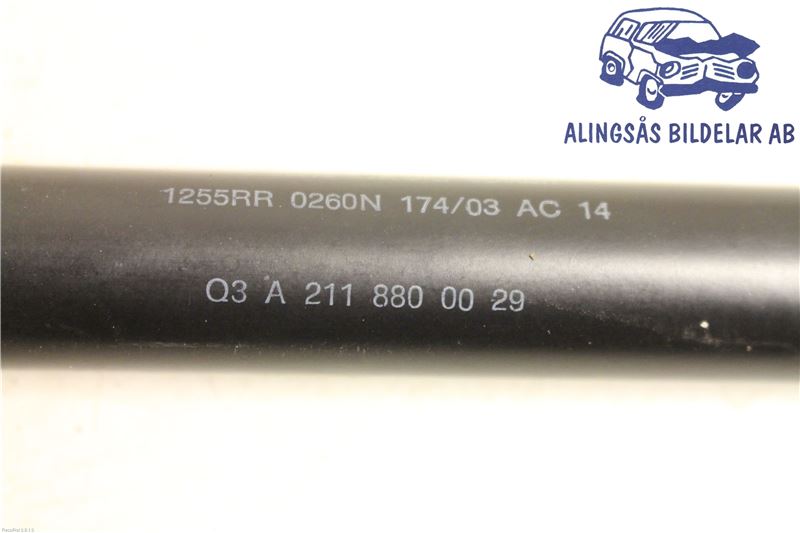 ALINGSÅS BILDELAR AB
1255RR 0260N 174/03 AC 14
Q3 A 211 880 00 29